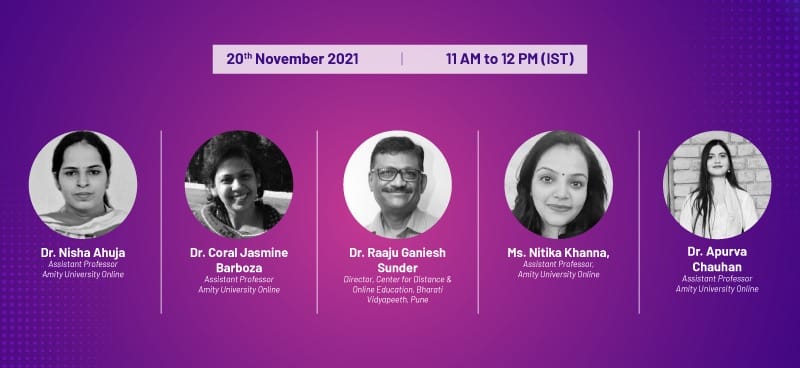 20th November 2021 | 11 AM to 12 PM (IST)
Dr. Nisha Ahuja
Assistant Professor
Amity University Online
Dr. Coral Jasmine
Barboza
Assistant Professor
Amity University Online
Dr. Raaju Ganiesh
Sunder
Director, Center for Distance &
Online Education, Bharati
Vidyapeeth, Pune
Ms. Nitika Khanna,
Assistant Professor,
Amity University Online
Dr. Apurva
Chauhan
Assistant Professor
Amity University Online